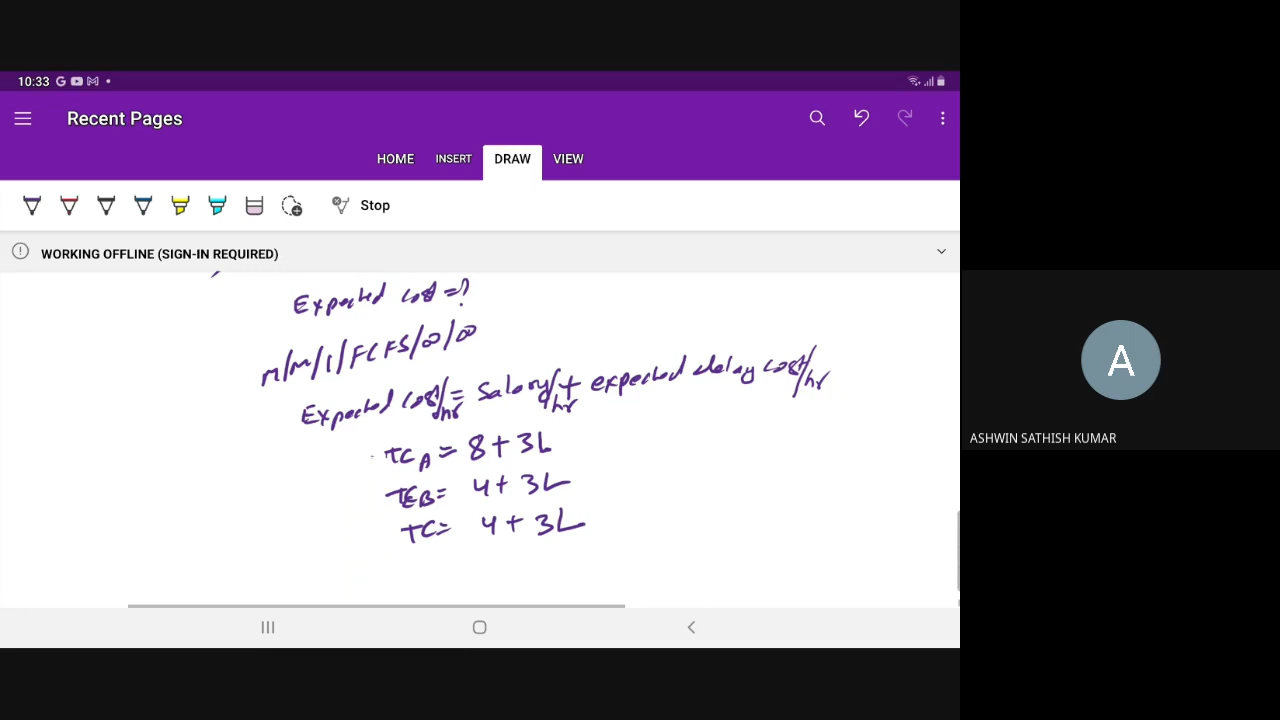 10:33
Recent Pages
HOME INSERT DRAW VIEW
Stop
WORKING OFFLINE (SIGN-IN REQUIRED)
Expected cost = ?
M/M/1/FCFS/∞/∞
Expected cost/hr = Salary/hr + expected delay cost/hr
TC_A = 8 + 3L
TC_B = 4 + 3L
TC = 4 + 3L
A
ASHWIN SATHISH KUMAR